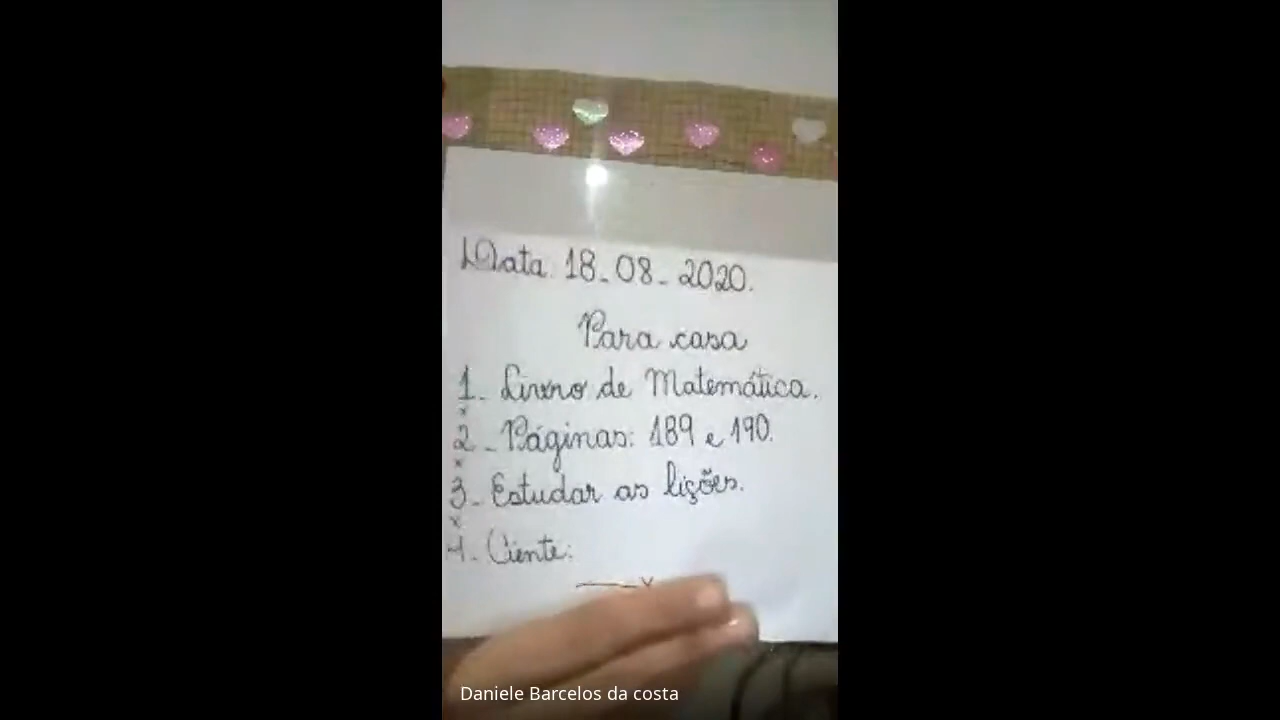 Data. 18-08-2020.
Para casa
1- Livro de Matemática.
x
2- Páginas: 189 e 190.
x
3- Estudar as lições.
x
4- Ciente:
x
Daniele Barcelos da costa